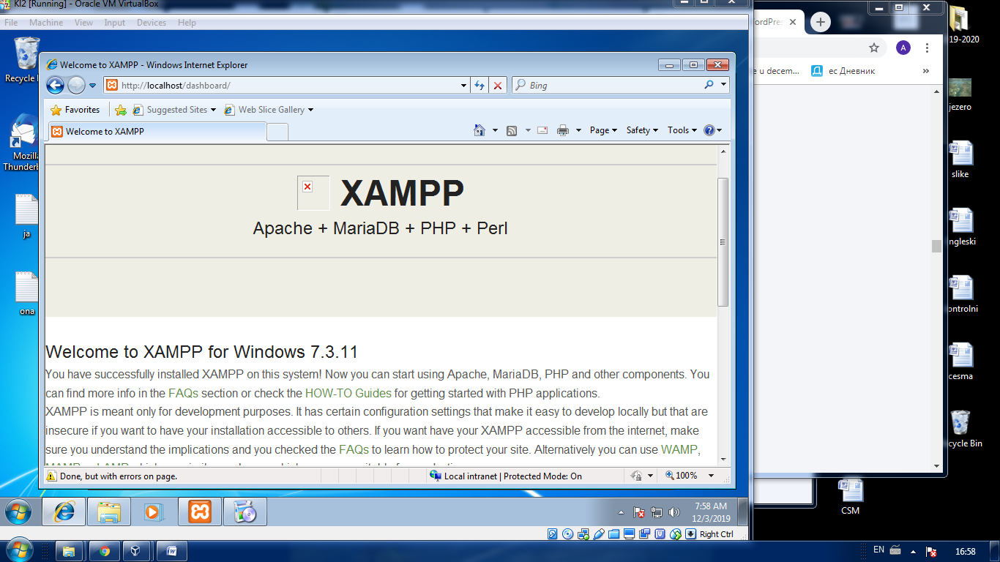 KI2 [Running] - Oracle VM VirtualBox
File Machine View Input Devices Help
Recycle
Mozilla
Thunderb
ja
ona
Welcome to XAMPP - Windows Internet Explorer
http://localhost/dashboard/
Bing
Favorites Suggested Sites Web Slice Gallery
Welcome to XAMPP
Page Safety Tools
XAMPP
Apache + MariaDB + PHP + Perl
Welcome to XAMPP for Windows 7.3.11
You have successfully installed XAMPP on this system! Now you can start using Apache, MariaDB, PHP and other components. You
can find more info in the FAQs section or check the HOW-TO Guides for getting started with PHP applications.
XAMPP is meant only for development purposes. It has certain configuration settings that make it easy to develop locally but that are
insecure if you want to have your installation accessible to others. If you want have your XAMPP accessible from the internet, make
sure you understand the implications and you checked the FAQs to learn how to protect your site. Alternatively you can use WAMP,
Done, but with errors on page.
Local intranet | Protected Mode: On
100%
7:58 AM
12/3/2019
Right Ctrl
ordPres
A
e u decem...
ес Дневник
»
19-2020
jezero
slike
ngleski
ontrolni
cesma
cycle Bin
CSM
EN
16:58